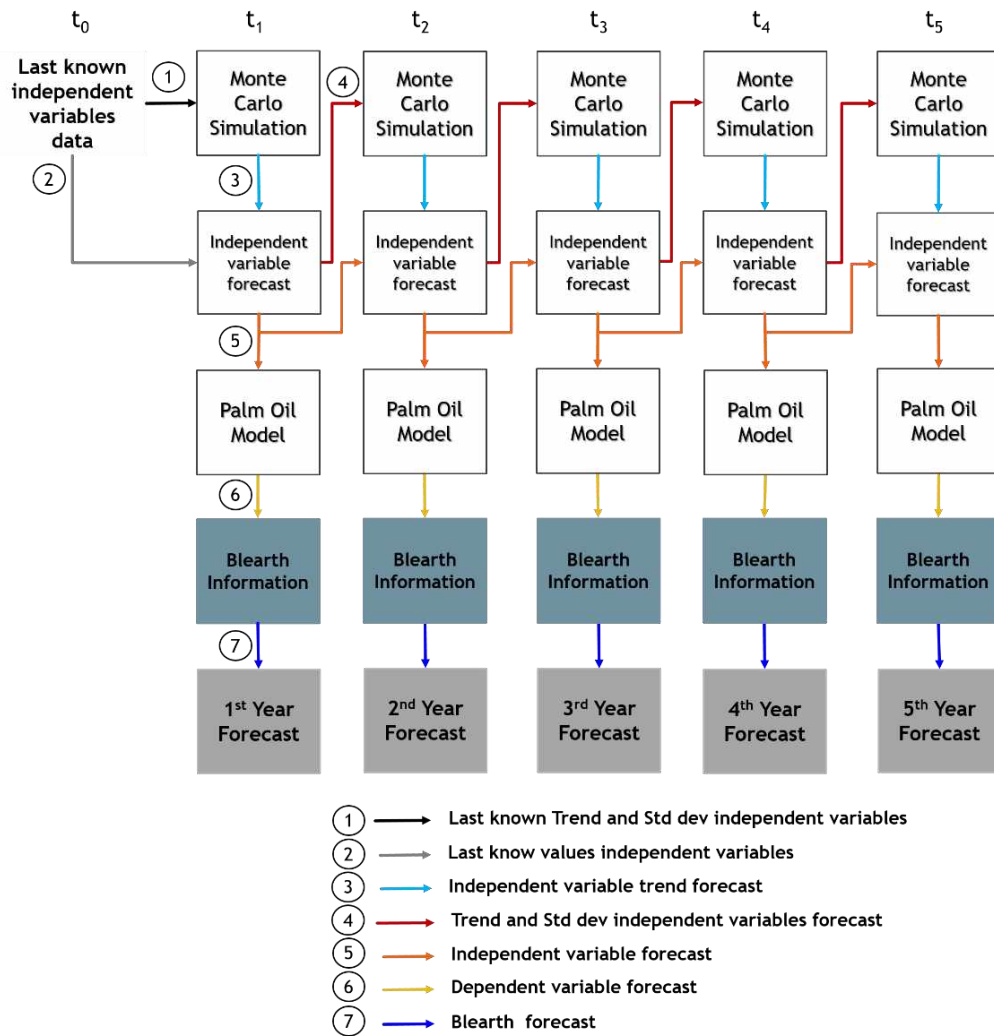 t0 t1 t2 t3 t4 t5
Last known
independent
variables
data
1
Monte
Carlo
Simulation
4
Monte
Carlo
Simulation
Monte
Carlo
Simulation
Monte
Carlo
Simulation
Monte
Carlo
Simulation
2
3
Independent
variable
forecast
Independent
variable
forecast
Independent
variable
forecast
Independent
variable
forecast
Independent
variable
forecast
5
Palm Oil
Model
Palm Oil
Model
Palm Oil
Model
Palm Oil
Model
Palm Oil
Model
6
Blearth
Information
Blearth
Information
Blearth
Information
Blearth
Information
Blearth
Information
7
1st Year
Forecast
2nd Year
Forecast
3rd Year
Forecast
4th Year
Forecast
5th Year
Forecast
1 Last known Trend and Std dev independent variables
2 Last know values independent variables
3 Independent variable trend forecast
4 Trend and Std dev independent variables forecast
5 Independent variable forecast
6 Dependent variable forecast
7 Blearth forecast